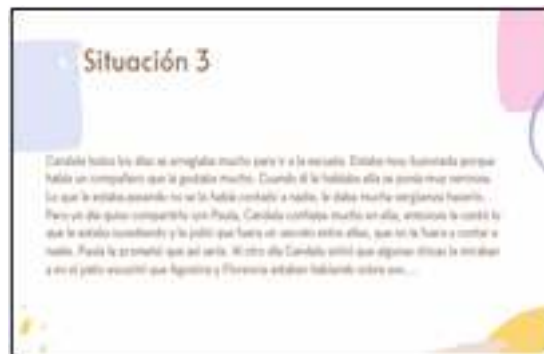 Situación 3
Candela todos los días se arreglaba mucho para ir a la escuela. Estaba muy ilusionada porque
había un compañero que le gustaba mucho. Cuando él le hablaba ella se ponía muy nerviosa.
Lo que le estaba pasando no se lo había contado a nadie, le daba mucha vergüenza hacerlo.
Pero un día quiso compartirlo con Paula, Candela confiaba mucho en ella, entonces le contó lo
que le estaba sucediendo y le pidió que fuera un secreto entre ellas, que no le fuera a contar a
nadie. Paula le prometió que así sería. Al otro día Candela sintió que algunas chicas la miraban
y en el patio escuchó que Agostina y Florencia estaban hablando sobre eso...